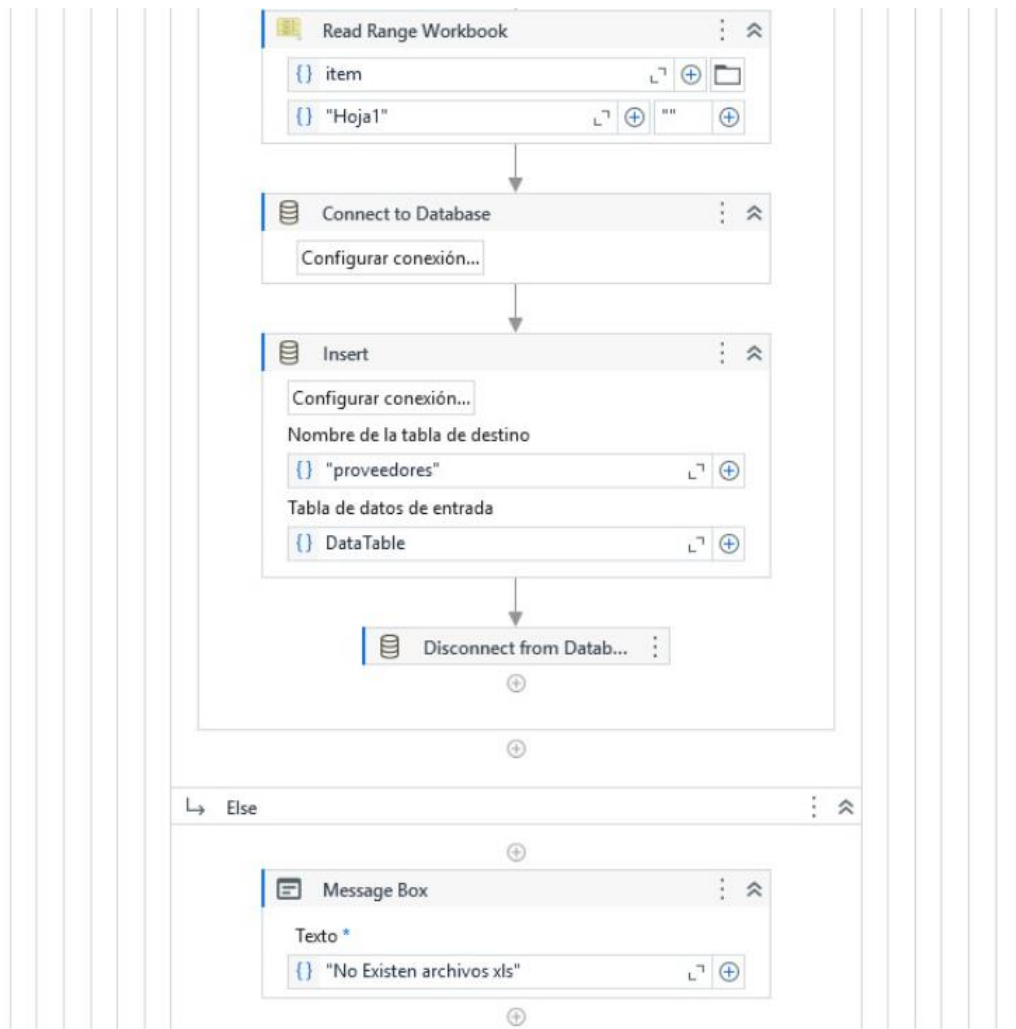 Read Range Workbook
{} item
{} "Hoja1" ""
Connect to Database
Configurar conexión...
Insert
Configurar conexión...
Nombre de la tabla de destino
{} "proveedores"
Tabla de datos de entrada
{} DataTable
Disconnect from Datab...
Else
Message Box
Texto *
{} "No Existen archivos xls"